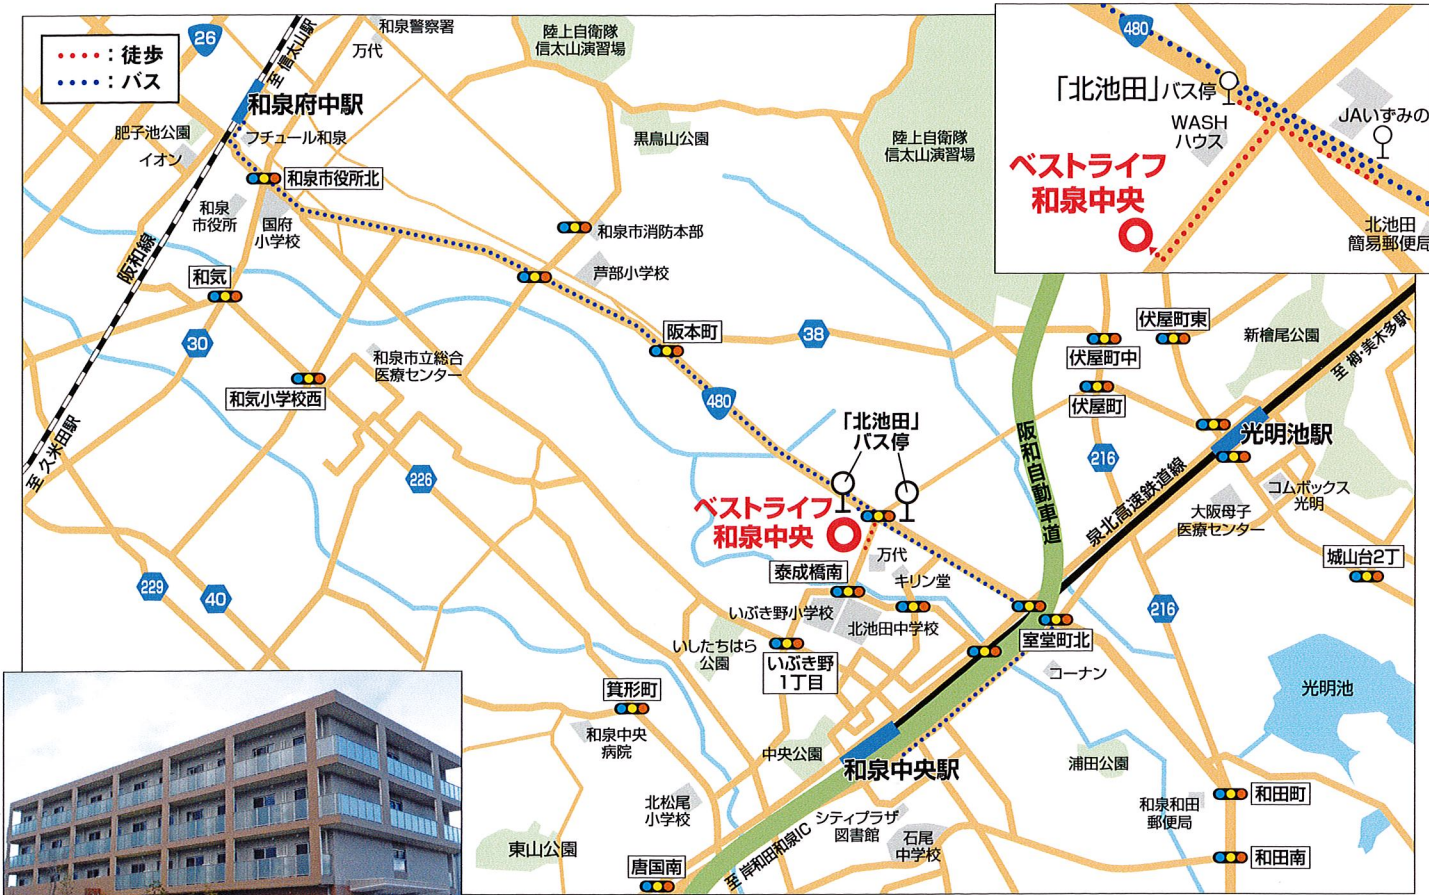 ：徒歩
：バス
26
至 信太山駅
和泉警察署
万代
陸上自衛隊
信太山演習場
和泉府中駅
肥子池公園
フチュール和泉
イオン
和泉市役所北
和泉
市役所
国府
小学校
黒鳥山公園
陸上自衛隊
信太山演習場
和泉市消防本部
芦部小学校
阪和線
和気
30
阪本町
38
和泉市立総合
医療センター
和気小学校西
480
至 久米田駅
226
「北池田」
バス停
ベストライフ
和泉中央
万代
キリン堂
泰成橋南
いぶき野小学校
北池田中学校
229
40
いしたちはら
公園
いぶき野
1丁目
箕形町
和泉中央
病院
中央公園
和泉中央駅
北松尾
小学校
シティプラザ
図書館
石尾
中学校
東山公園
唐国南
至 岸和田和泉IC
480
「北池田」バス停
JAいずみの
WASH
ハウス
ベストライフ
和泉中央
北池田
簡易郵便局
伏屋町東
伏屋町中
伏屋町
新檜尾公園
至 栂・美木多駅
光明池駅
阪和自動車道
216
泉北高速鉄道線
コムボックス
光明
大阪母子
医療センター
城山台2丁
216
室堂町北
コーナン
光明池
浦田公園
和泉和田
郵便局
和田町
和田南